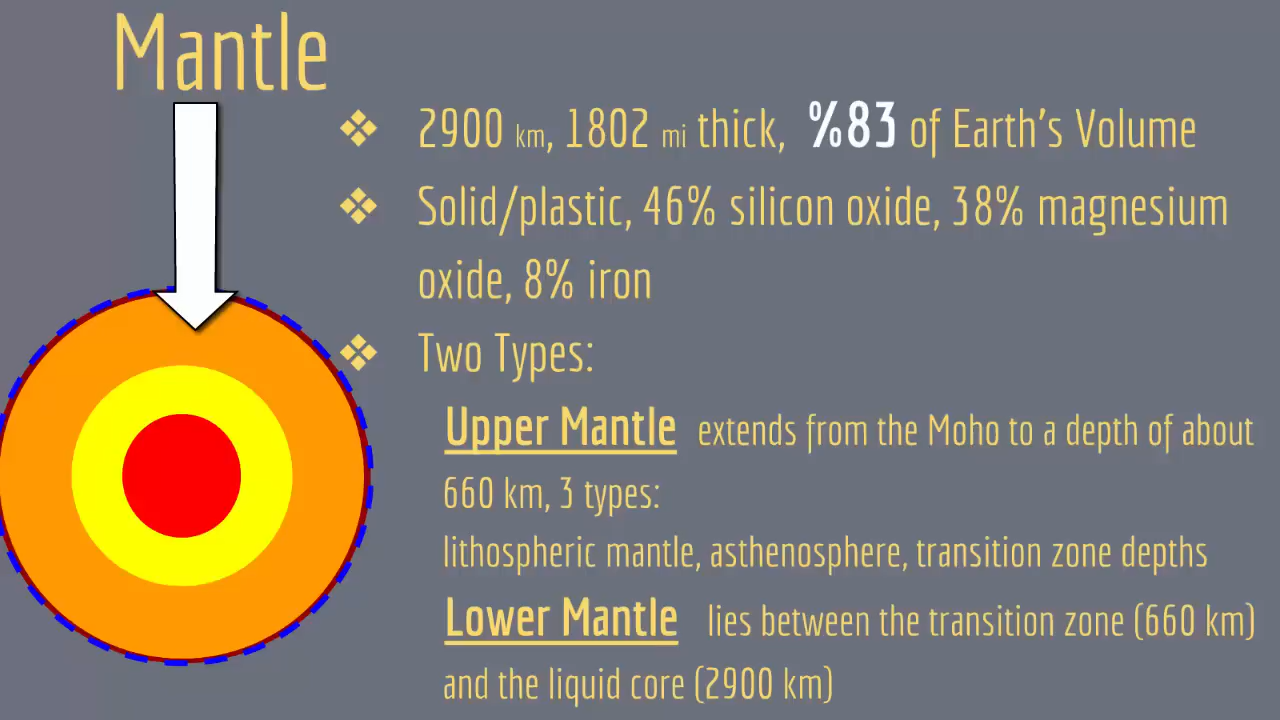 Mantle
❖ 2900 km, 1802 mi thick, %83 of Earth's Volume
❖ Solid/plastic, 46% silicon oxide, 38% magnesium
oxide, 8% iron
❖ Two Types:
Upper Mantle extends from the Moho to a depth of about
660 km, 3 types:
lithospheric mantle, asthenosphere, transition zone depths
Lower Mantle lies between the transition zone (660 km)
and the liquid core (2900 km)